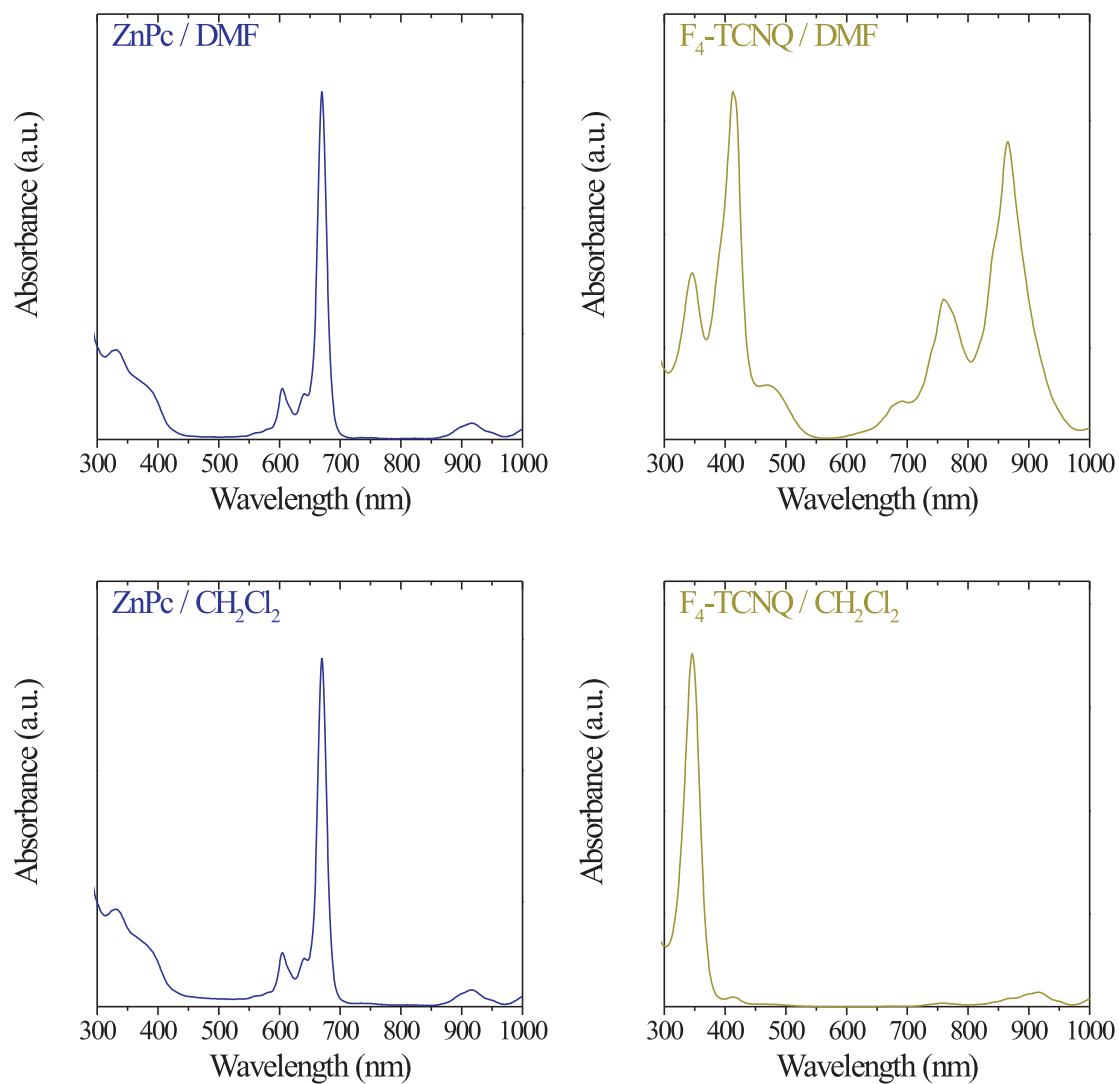 ZnPc / DMF
Absorbance (a.u.)
300 400 500 600 700 800 900 1000
Wavelength (nm)
F₄-TCNQ / DMF
Absorbance (a.u.)
300 400 500 600 700 800 900 1000
Wavelength (nm)
ZnPc / CH₂Cl₂
Absorbance (a.u.)
300 400 500 600 700 800 900 1000
Wavelength (nm)
F₄-TCNQ / CH₂Cl₂
Absorbance (a.u.)
300 400 500 600 700 800 900 1000
Wavelength (nm)